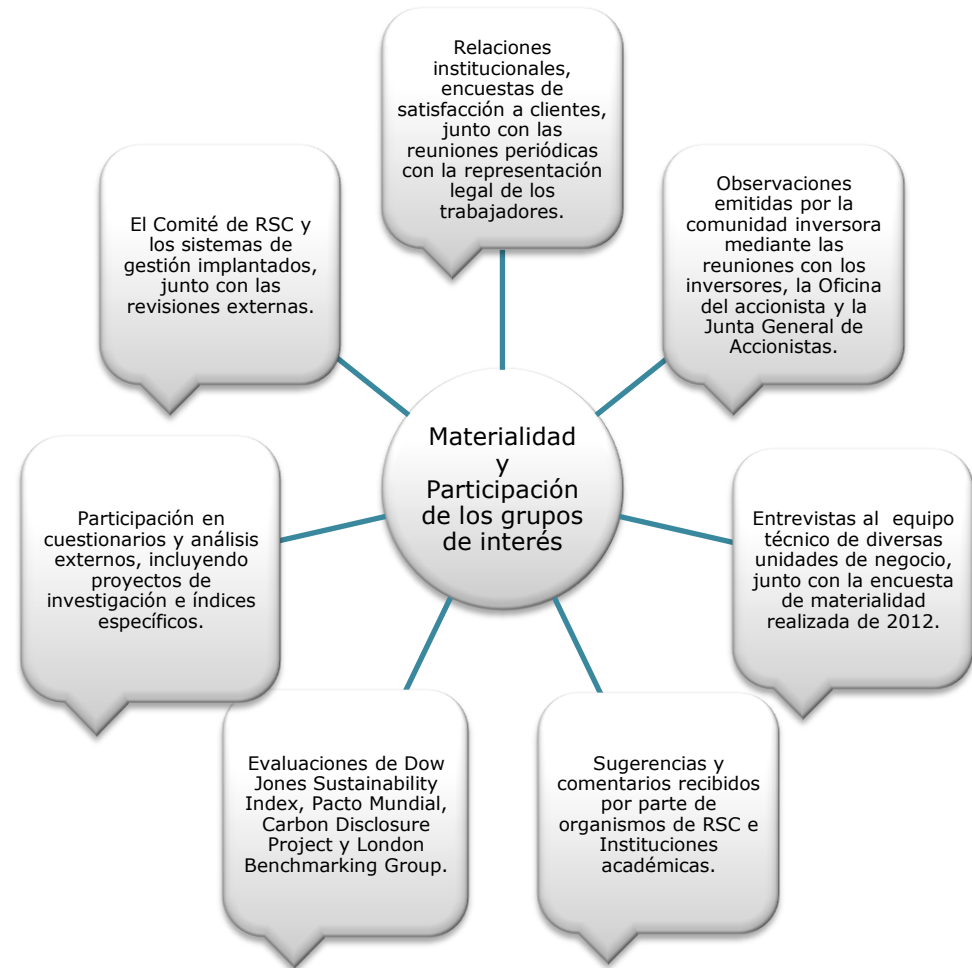 Relaciones
institucionales,
encuestas de
satisfacción a clientes,
junto con las
reuniones periódicas
con la representación
legal de los
trabajadores.
Observaciones
emitidas por la
comunidad inversora
mediante las
reuniones con los
inversores, la Oficina
del accionista y la
Junta General de
Accionistas.
Entrevistas al equipo
técnico de diversas
unidades de negocio,
junto con la encuesta
de materialidad
realizada de 2012.
Sugerencias y
comentarios recibidos
por parte de
organismos de RSC e
Instituciones
académicas.
Evaluaciones de Dow
Jones Sustainability
Index, Pacto Mundial,
Carbon Disclosure
Project y London
Benchmarking Group.
Participación en
cuestionarios y análisis
externos, incluyendo
proyectos de
investigación e índices
específicos.
El Comité de RSC y
los sistemas de
gestión implantados,
junto con las
revisiones externas.
Materialidad
y
Participación
de los grupos
de interés